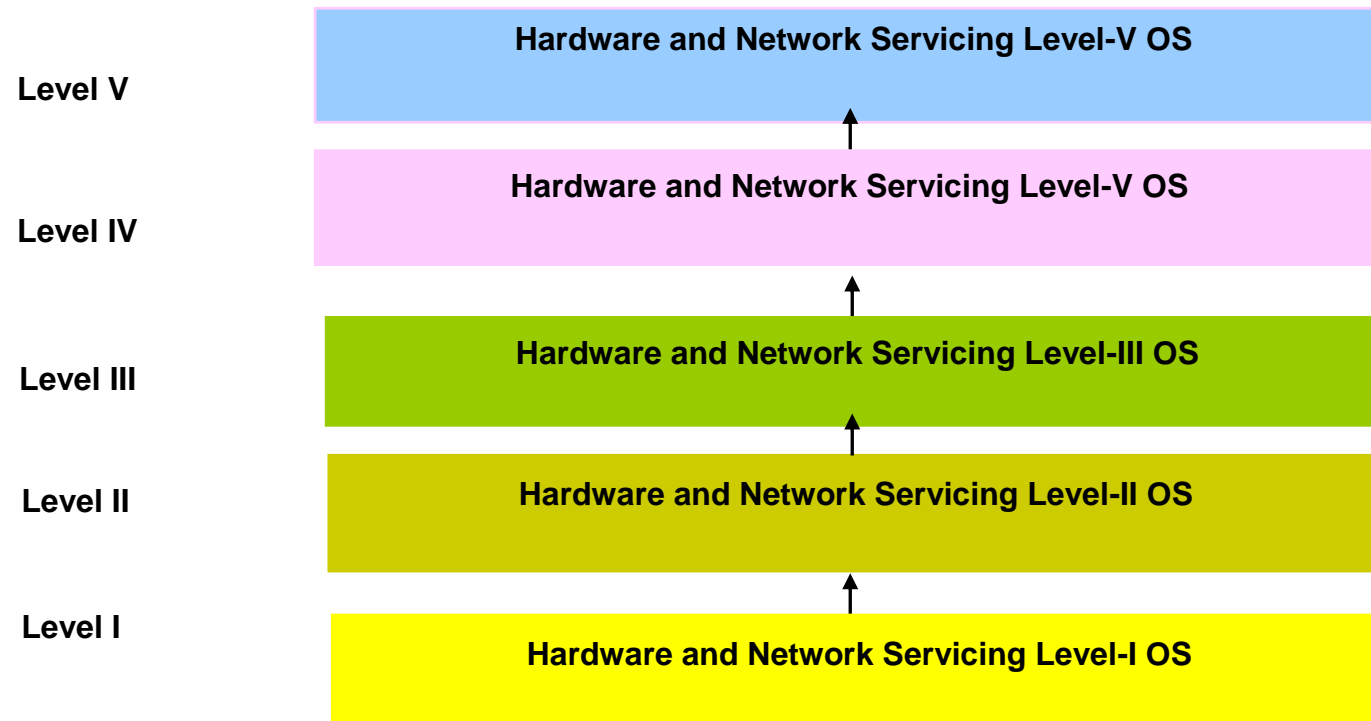 Hardware and Network Servicing Level-V OS
Level V
Hardware and Network Servicing Level-V OS
Level IV
Hardware and Network Servicing Level-III OS
Level III
Hardware and Network Servicing Level-II OS
Level II
Level I
Hardware and Network Servicing Level-I OS